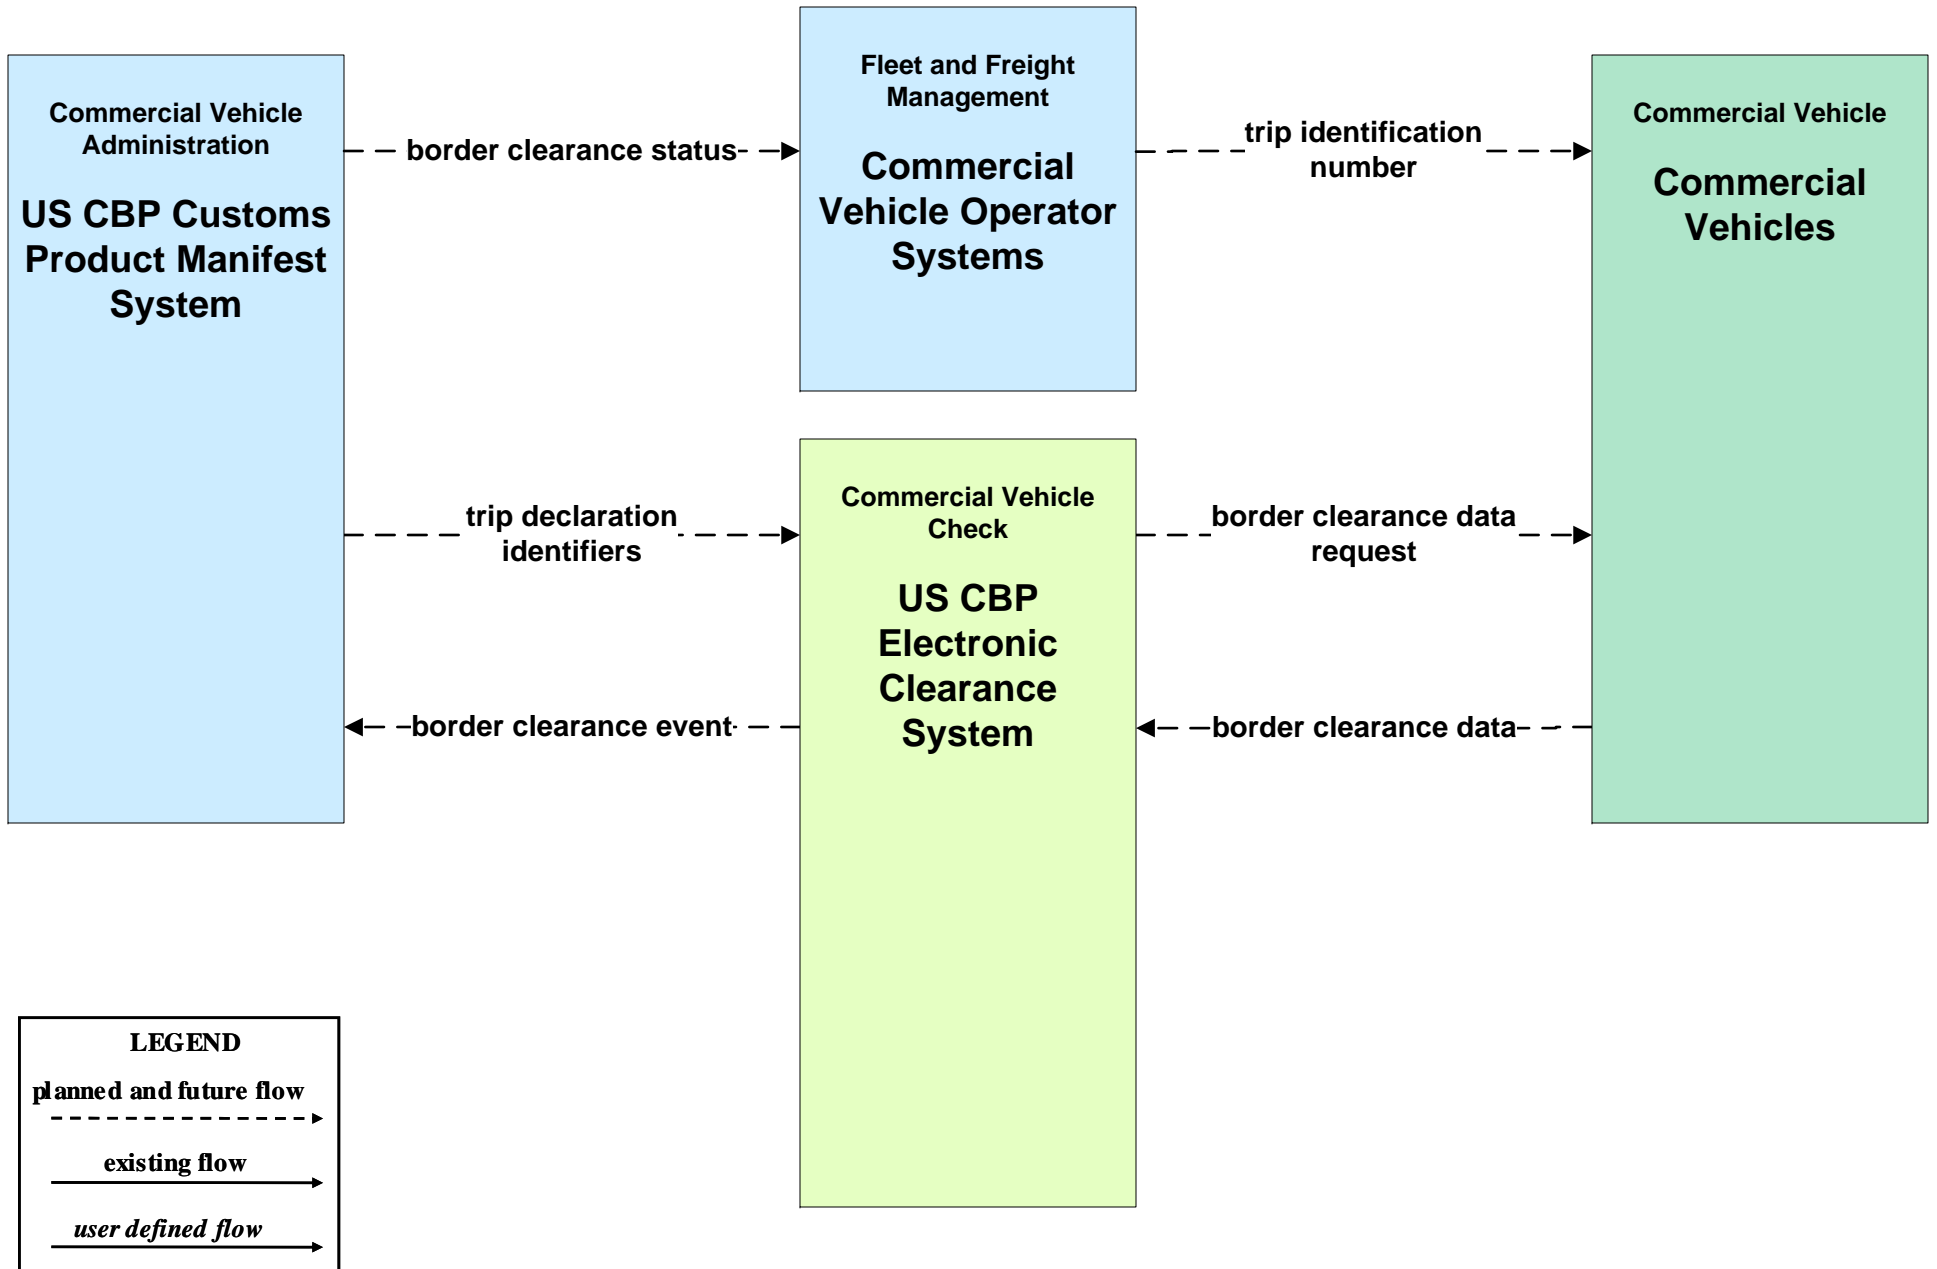 Commercial Vehicle
Administration
US CBP Customs
Product Manifest
System
border clearance status
Fleet and Freight
Management
Commercial
Vehicle Operator
Systems
trip identification
number
Commercial Vehicle
Commercial
Vehicles
trip declaration
identifiers
Commercial Vehicle
Check
US CBP
Electronic
Clearance
System
border clearance data
request
border clearance event
border clearance data
LEGEND
planned and future flow
existing flow
user defined flow